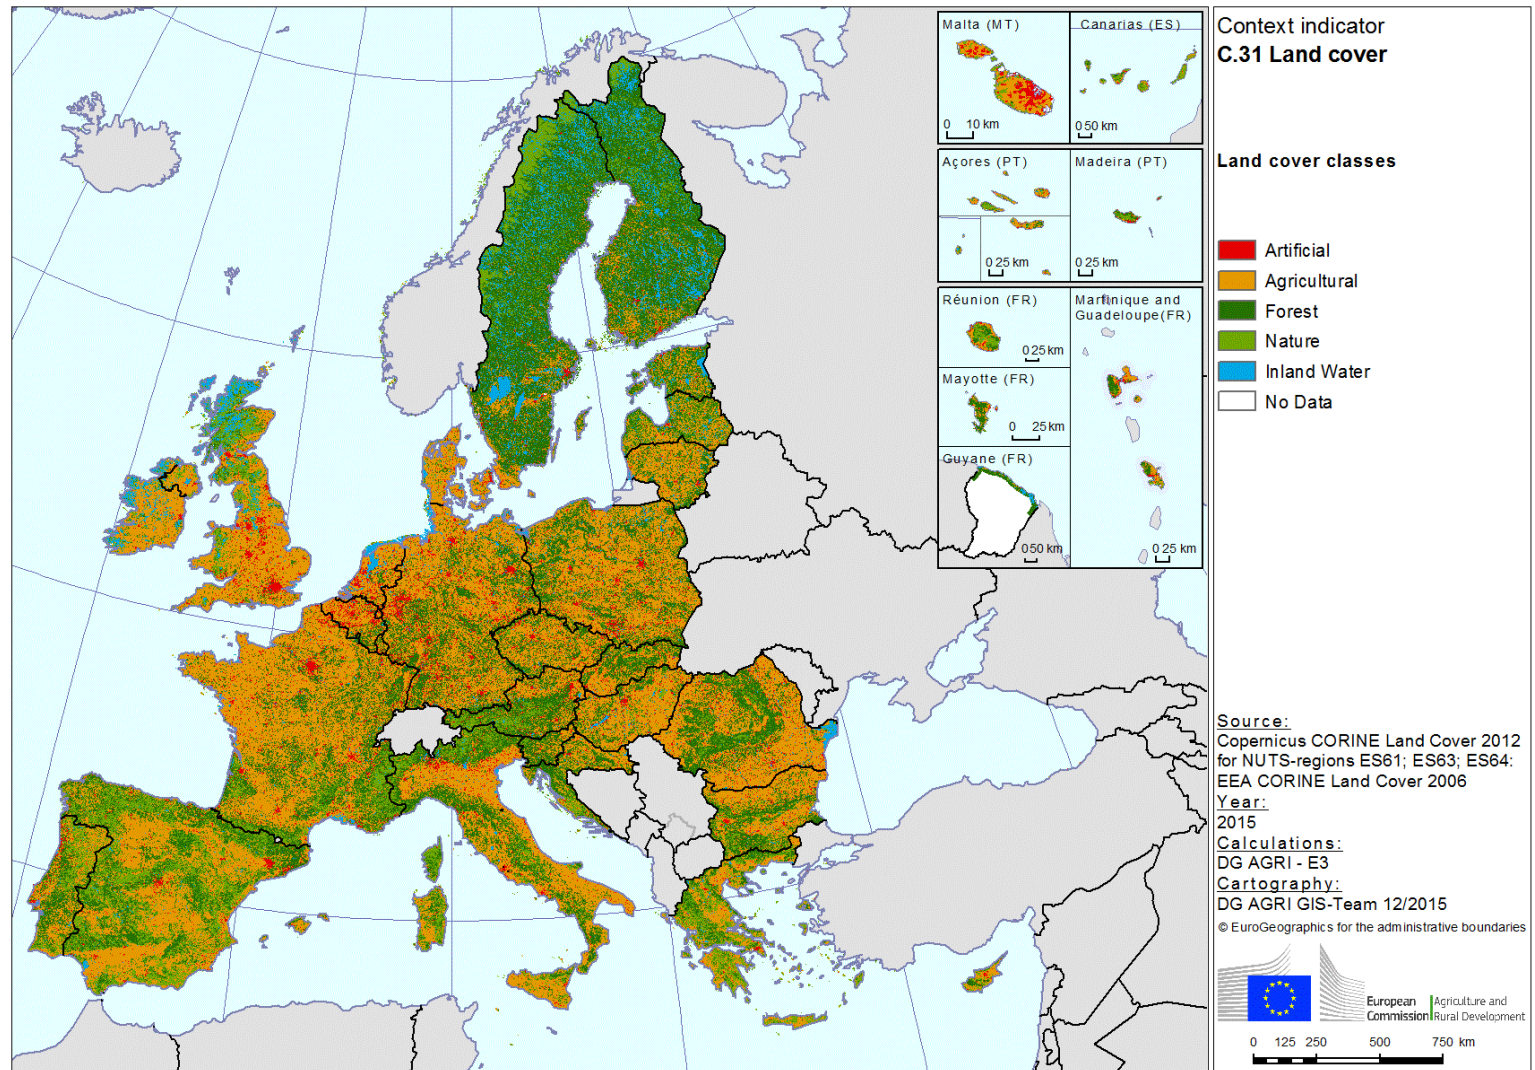 Malta (MT)
0 10 km
Canarias (ES)
0 50 km
Açores (PT)
0 25 km
Madeira (PT)
0 25 km
Réunion (FR)
0 25 km
Martinique and
Guadeloupe(FR)
0 25 km
Mayotte (FR)
0 25 km
Guyane (FR)
0 50 km
Context indicator
C.31 Land cover
Land cover classes
Artificial
Agricultural
Forest
Nature
Inland Water
No Data
Source:
Copernicus CORINE Land Cover 2012
for NUTS-regions ES61; ES63; ES64:
EEA CORINE Land Cover 2006
Year:
2015
Calculations:
DG AGRI - E3
Cartography:
DG AGRI GIS-Team 12/2015
© EuroGeographics for the administrative boundaries
European
Commission
Agriculture and
Rural Development
0 125 250 500 750 km